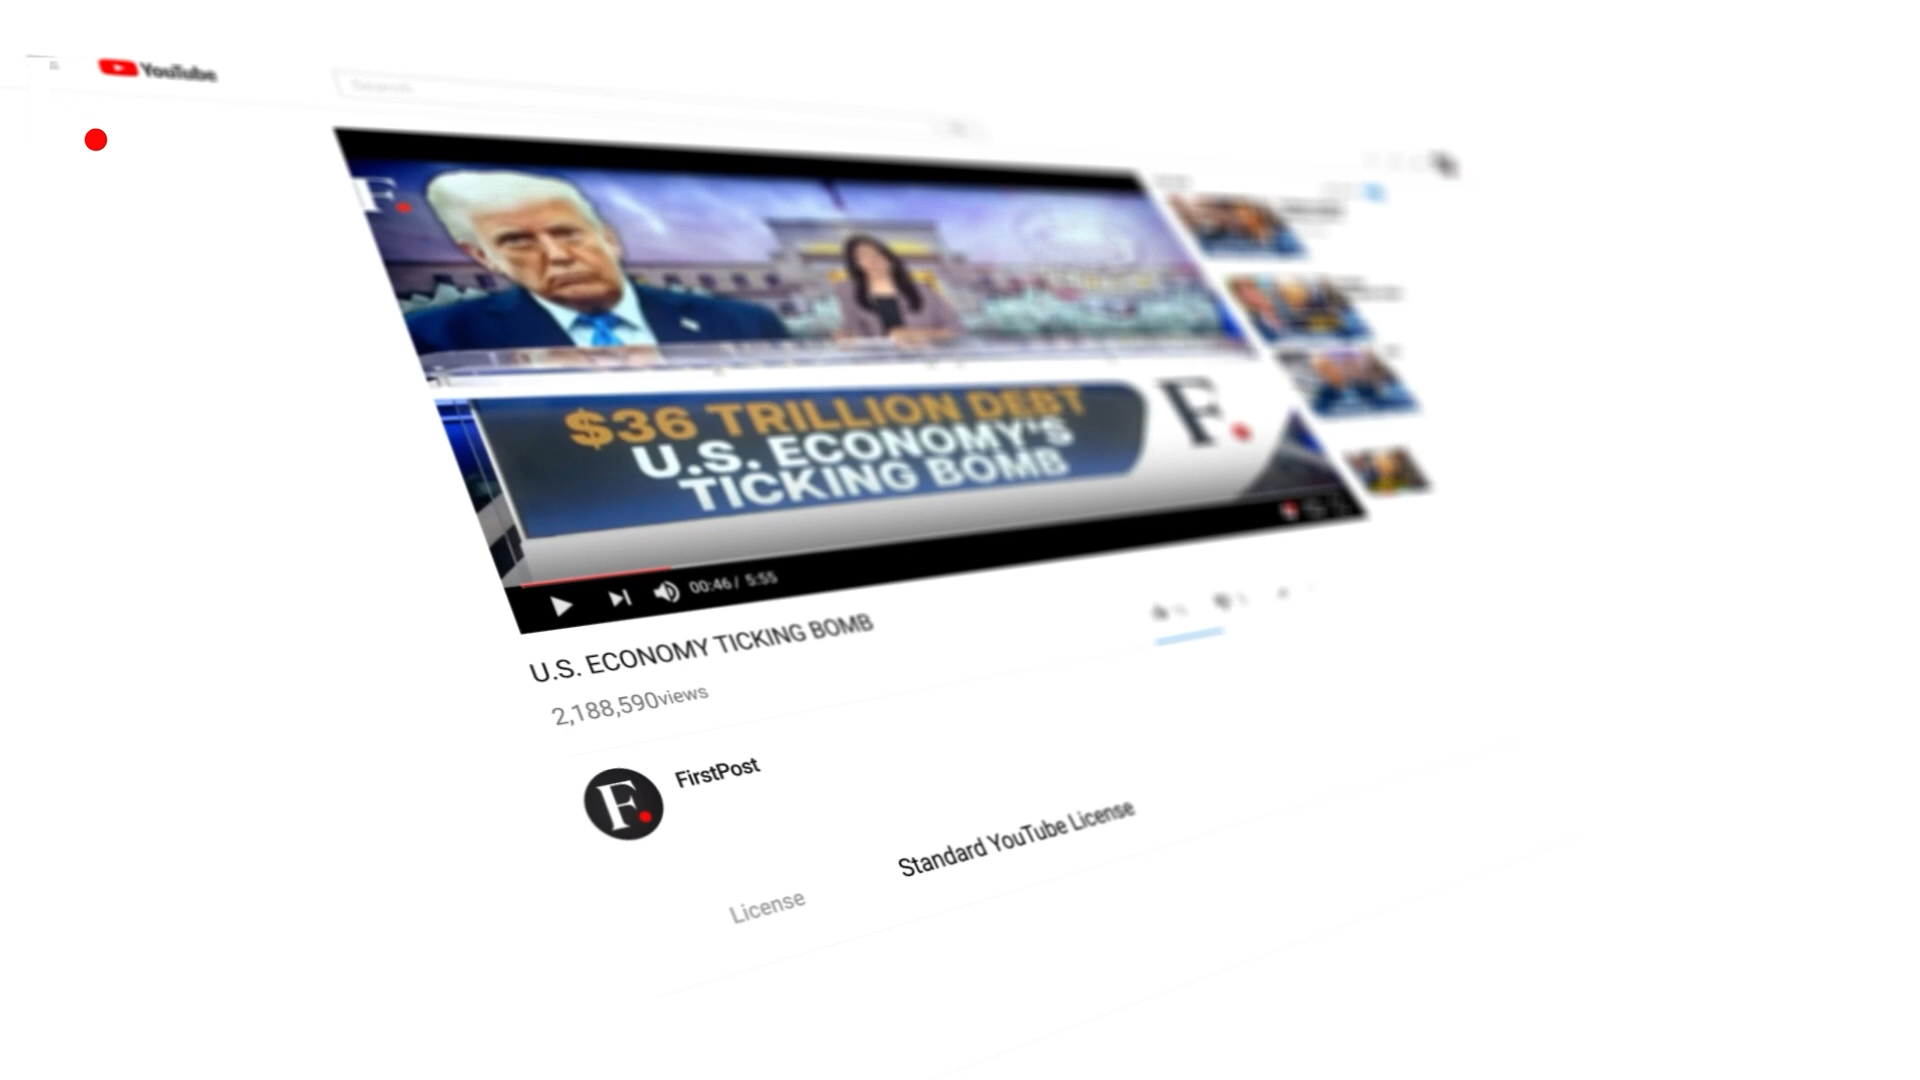 YouTube
Search
F.
$36 TRILLION DEBT
U.S. ECONOMY'S
TICKING BOMB
F.
00:46 / 5:55
U.S. ECONOMY TICKING BOMB
2,188,590views
F.
FirstPost
License
Standard YouTube License